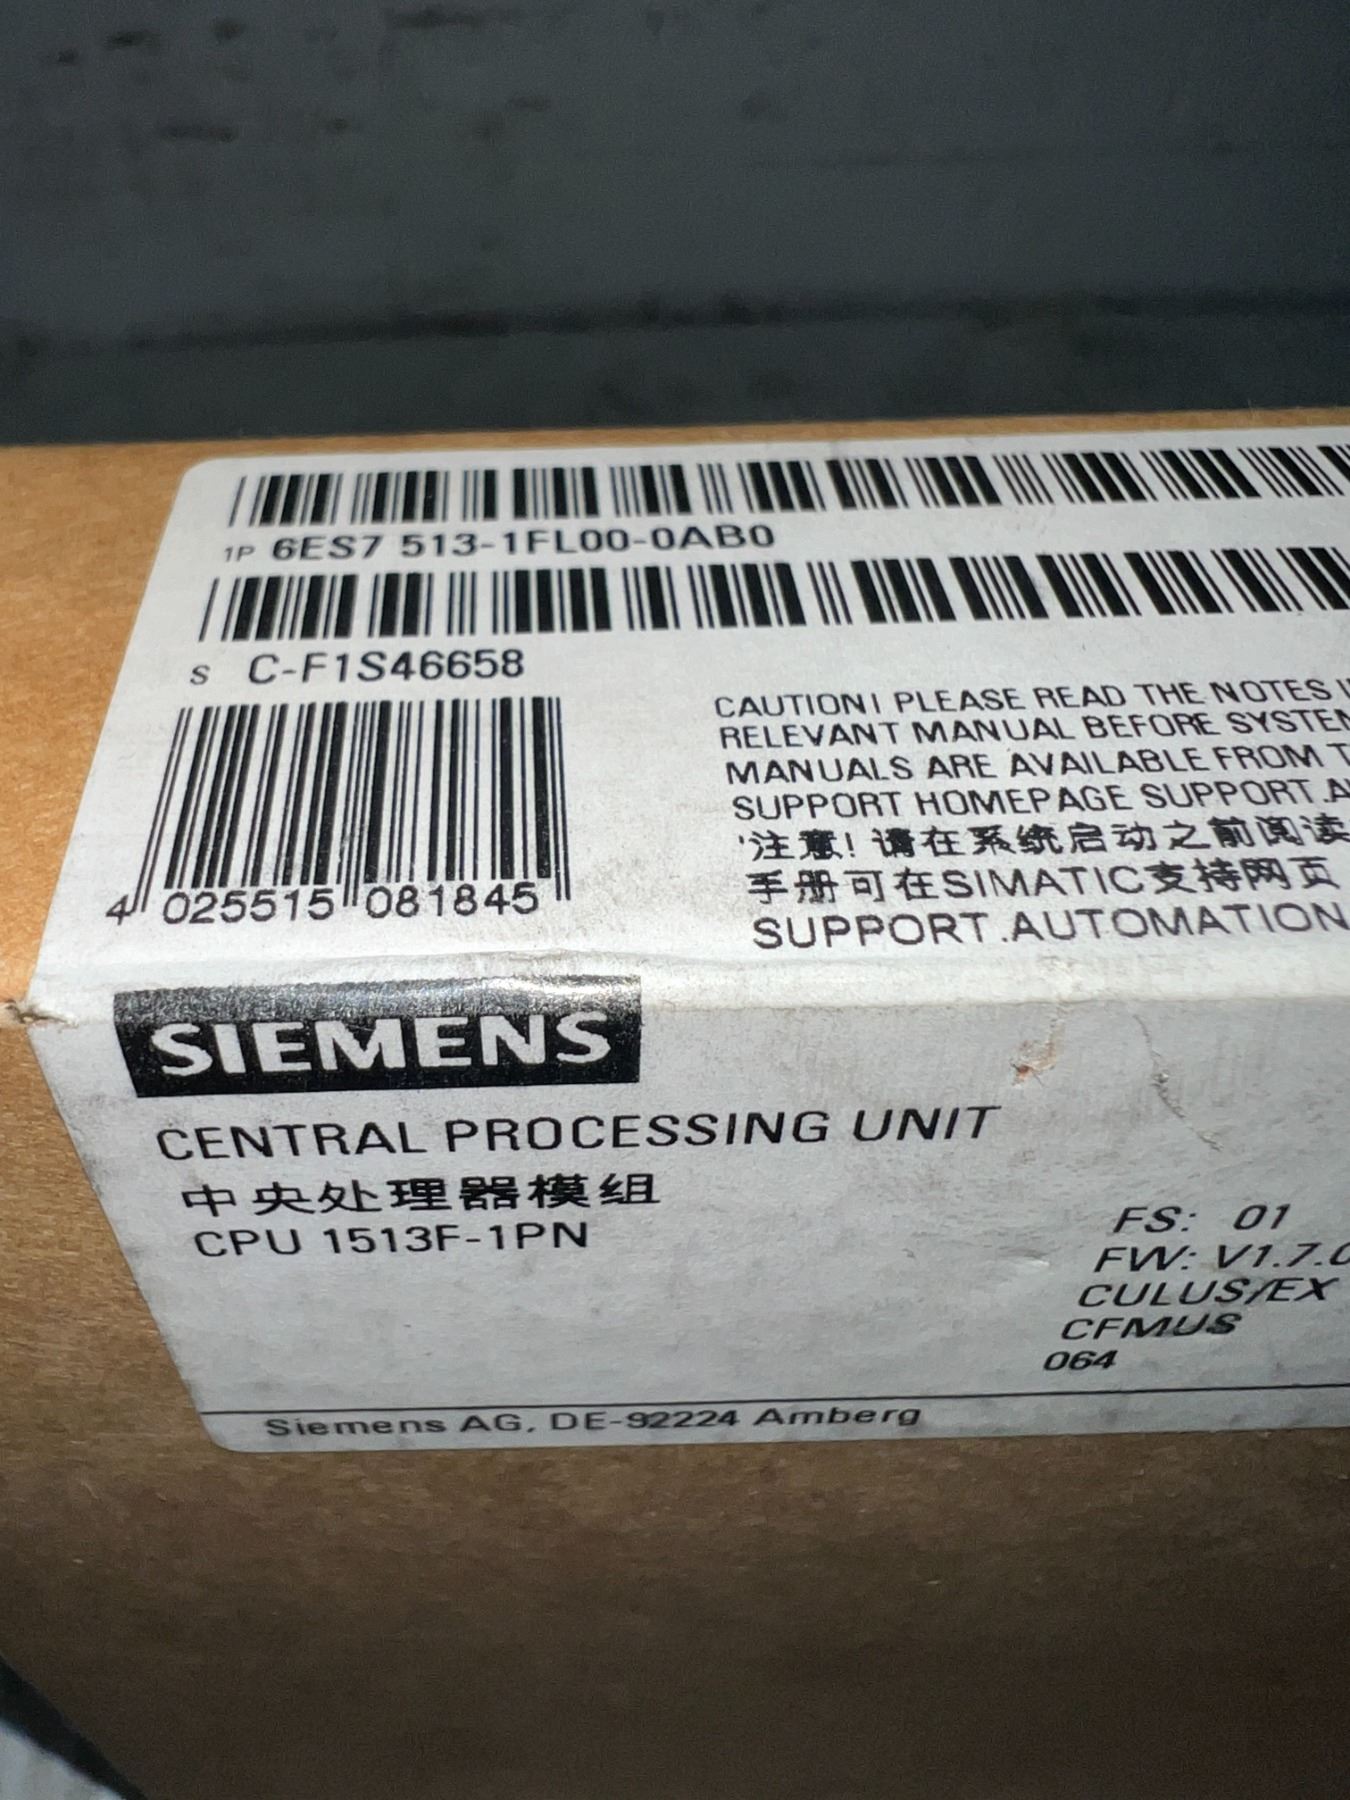 1P 6ES7 513-1FL00-0AB0
S C-F1S46658
4 025515 081845
CAUTION! PLEASE READ THE NOTES
RELEVANT MANUAL BEFORE
MANUALS ARE AVAILABLE FROM
SUPPORT HOMEPAGE
注意! 请在系统启动之前阅读
手册可在SIMATIC支持网页
SUPPORT.AUTOMATION
SIEMENS
CENTRAL PROCESSING UNIT
中央处理器模组
CPU 1513F-1PN
FS: 01
FW: V1.7.0
CULUS/EX
CFMUS
064
Siemens AG, DE-92224 Amberg